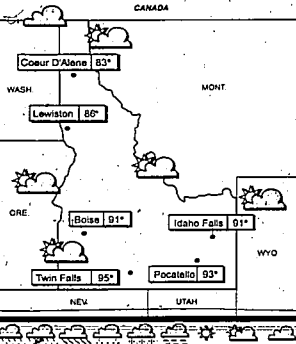 CANADA
Coeur D'Alene 83°
WASH.
MONT.
Lewiston 86°
ORE.
Boise 91°
Idaho Falls 91°
WYO
Twin Falls 95°
Pocatello 93°
NEV.
UTAH